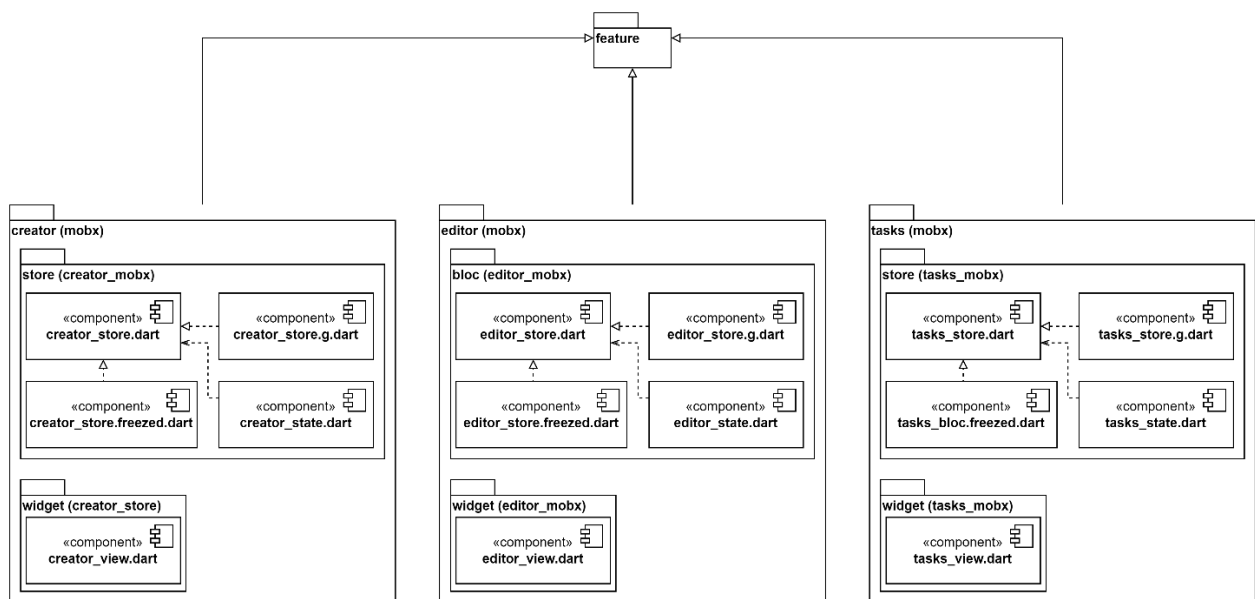 feature
creator (mobx)
store (creator_mobx)
«component»
creator_store.dart
«component»
creator_store.g.dart
«component»
creator_store.freezed.dart
«component»
creator_state.dart
widget (creator_store)
«component»
creator_view.dart
editor (mobx)
bloc (editor_mobx)
«component»
editor_store.dart
«component»
editor_store.g.dart
«component»
editor_store.freezed.dart
«component»
editor_state.dart
widget (editor_mobx)
«component»
editor_view.dart
tasks (mobx)
store (tasks_mobx)
«component»
tasks_store.dart
«component»
tasks_store.g.dart
«component»
tasks_bloc.freezed.dart
«component»
tasks_state.dart
widget (tasks_mobx)
«component»
tasks_view.dart